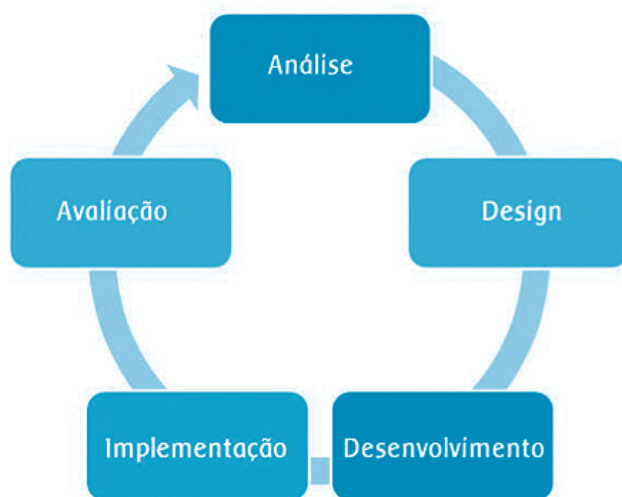 Análise
Design
Desenvolvimento
Implementação
Avaliação